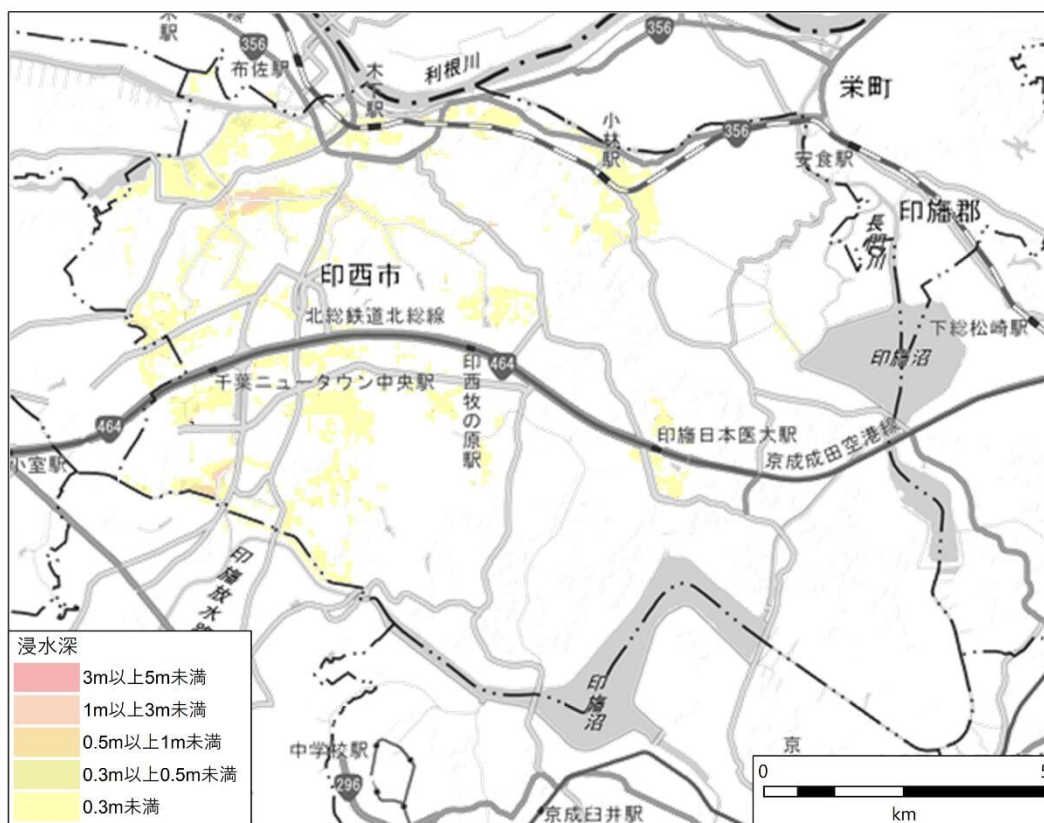 356
布佐駅
木下駅
利根川
356
栄町
小林駅
356
安食駅
印旛郡
長門川
印西市
北総鉄道北総線
下総松崎駅
印旛沼
464
千葉ニュータウン中央駅
印西牧の原駅
464
印旛日本医大駅
京成成田空港線
小室駅
印旛放水路
印旛沼
中学校駅
296
京成臼井駅
京
浸水深
3m以上5m未満
1m以上3m未満
0.5m以上1m未満
0.3m以上0.5m未満
0.3m未満
0
5
km